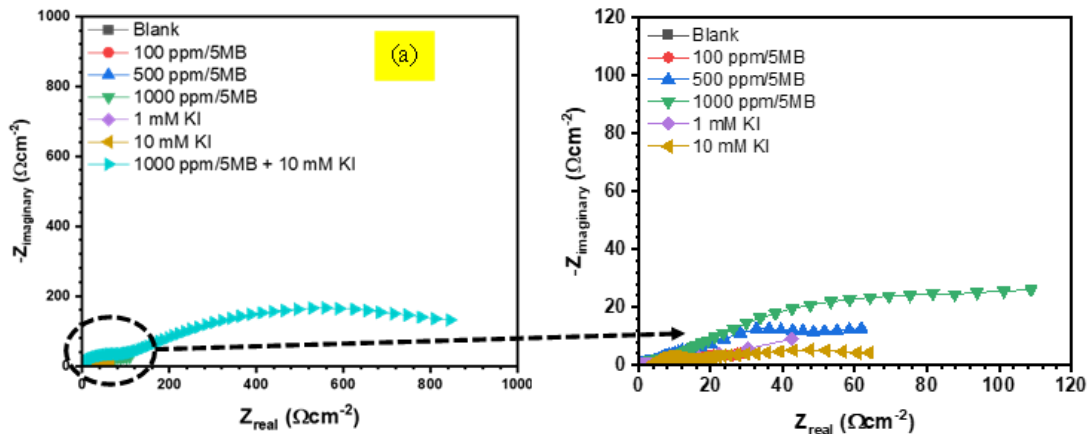 Blank
100 ppm/5MB
500 ppm/5MB
1000 ppm/5MB
1 mM KI
10 mM KI
1000 ppm/5MB + 10 mM KI
(a)
-Zimaginary (Ωcm-2)
-1000
-800
-600
-400
-200
0
0 200 400 600 800 1000
Zreal (Ωcm-2)
Blank
100 ppm/5MB
500 ppm/5MB
1000 ppm/5MB
1 mM KI
10 mM KI
-Zimaginary (Ωcm-2)
-120
-100
-80
-60
-40
-20
0
0 20 40 60 80 100 120
Zreal (Ωcm-2)